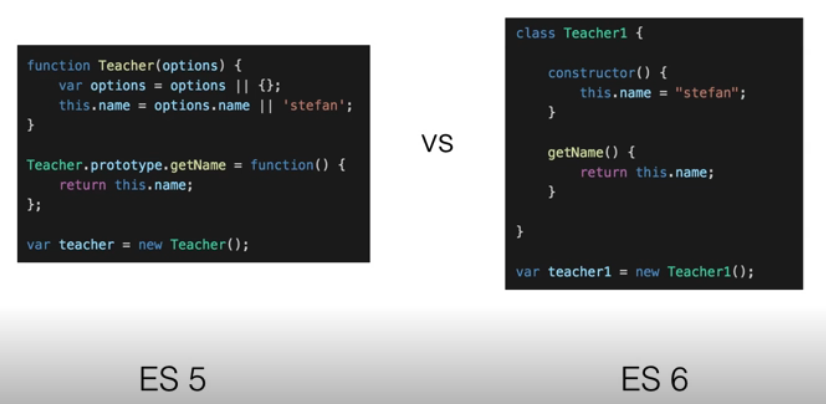 function Teacher(options) {
    var options = options || {};
    this.name = options.name || 'stefan';
}
Teacher.prototype.getName = function() {
    return this.name;
};
var teacher = new Teacher();
VS
class Teacher1 {
    constructor() {
        this.name = "stefan";
    }
    getName() {
        return this.name;
    }
}
var teacher1 = new Teacher1();
ES 5
ES 6